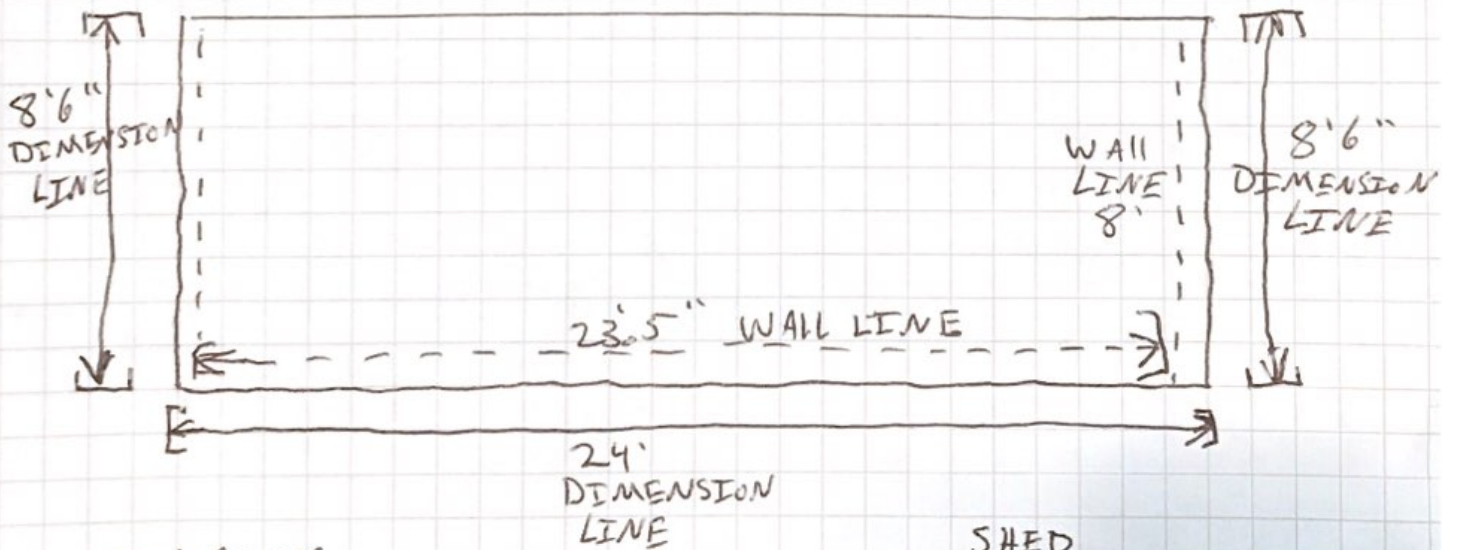 8'6"
DIMENSION
LINE
WAll
LINE
8'
8'6"
DIMENSION
LINE
23.5'" WAll LINE
24'
DIMENSION
LINE
SHED